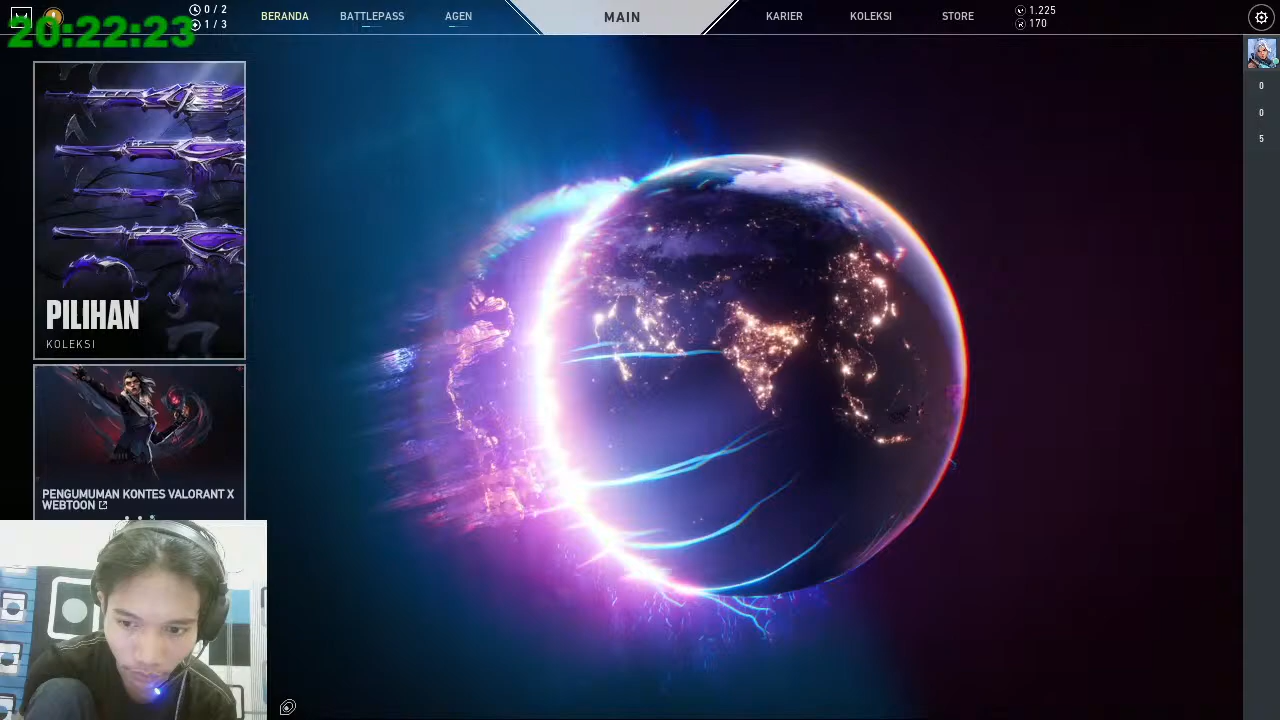 0 / 2
1 / 3
20:22:23
BERANDA
BATTLEPASS
AGEN
MAIN
KARIER
KOLEKSI
STORE
1.225
170
0
0
5
PILIHAN
KOLEKSI
PENGUMUMAN KONTES VALORANT X
WEBTOON